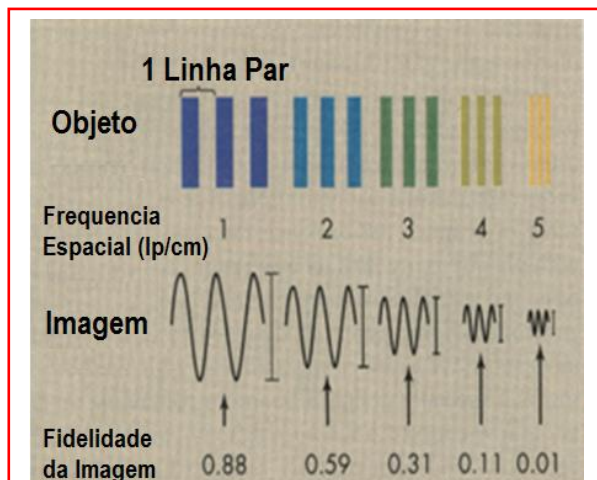 1 Linha Par
Objeto
Frequencia
Espacial (lp/cm)
1 2 3 4 5
Imagem
Fidelidade
da Imagem
0.88 0.59 0.31 0.11 0.01